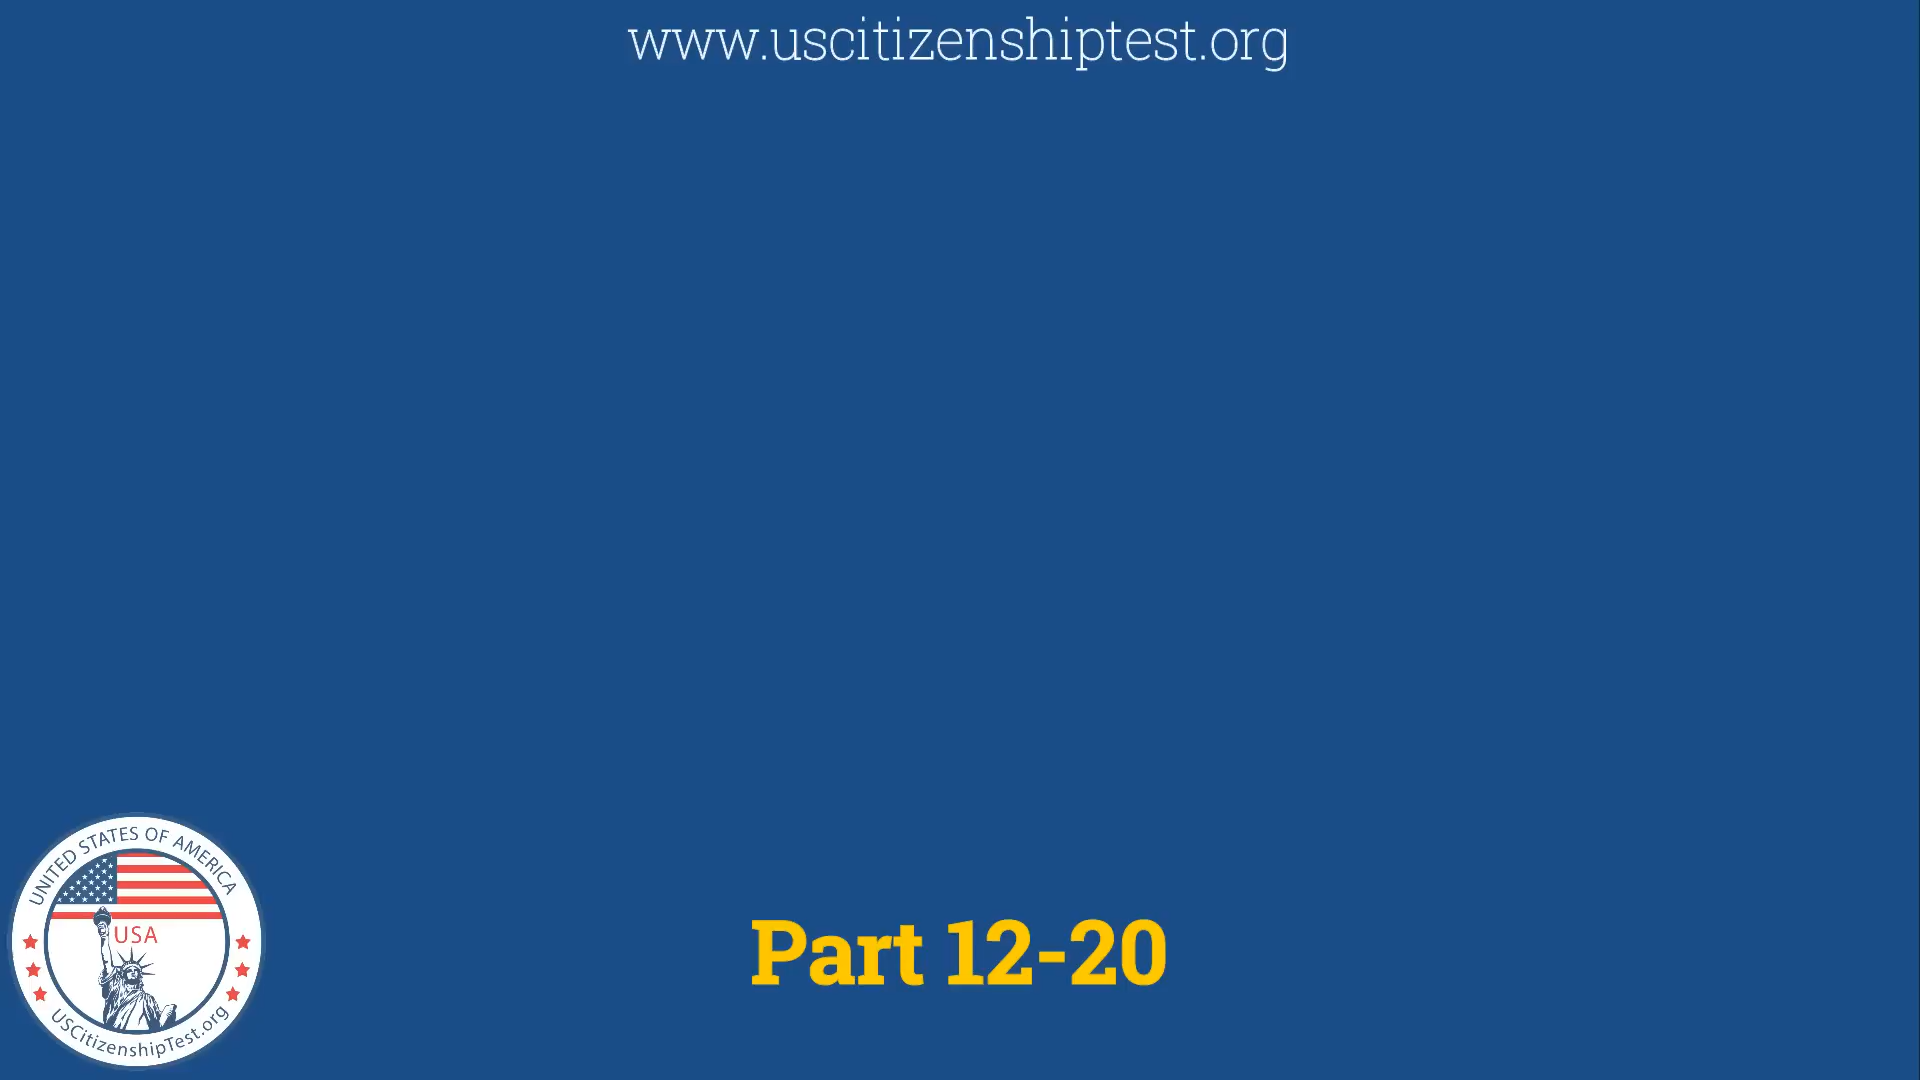 www.uscitizenshiptest.org
UNITED STATES OF AMERICA
USA
USCitizenshipTest.org
Part 12-20